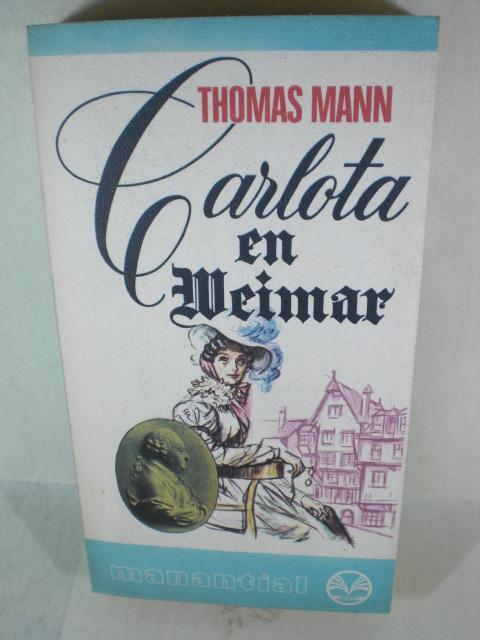 THOMAS MANN
Carlota
en
Weimar
manantial